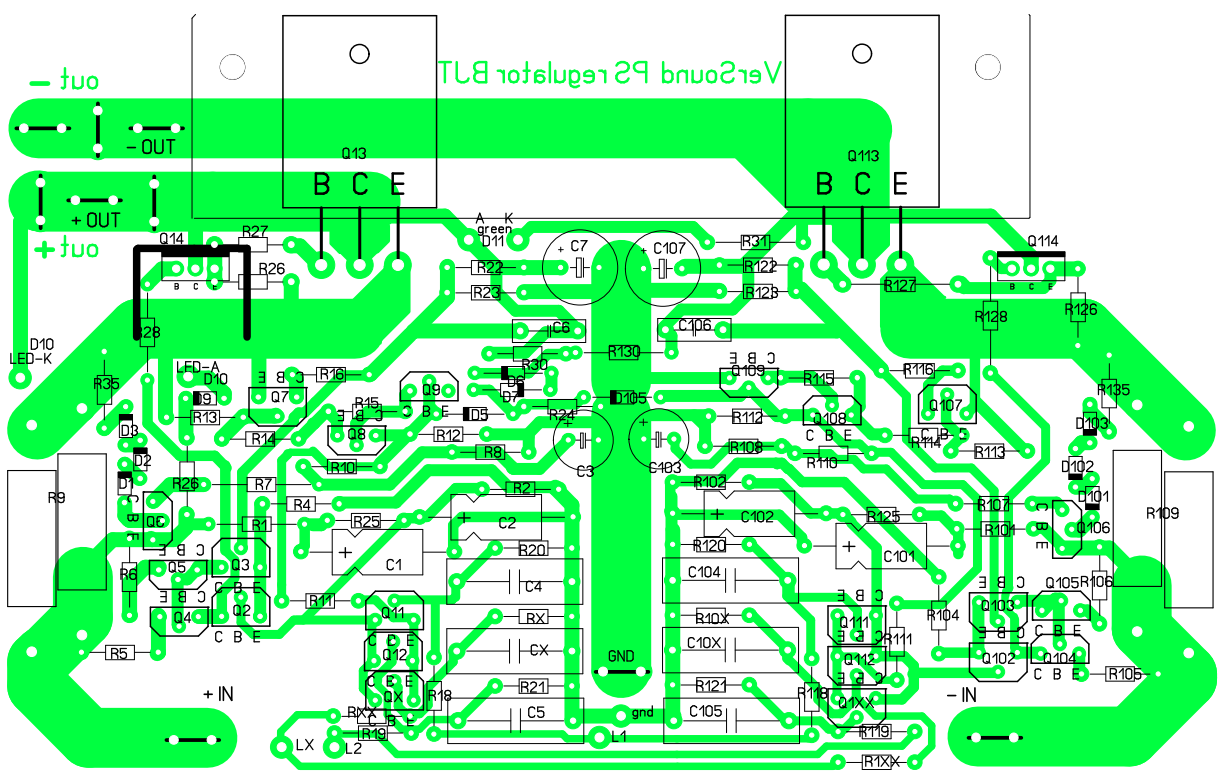 VerSound PS regulator BJT
- out
- OUT
Q13
Q113
B C E
B C E
+ OUT
+ out
Q14
R27
R26
A K
green
D11
C7
C107
R31
R122
R123
R127
Q114
B C E
B C E
R22
R23
R28
R128
R126
C6
C106
D10
LED-K
LED-A
D10
R30
R130
Q109
C B E
R115
R116
R35
R135
D9
C B E
Q7
R16
Q9
C B E
D6
D7
D5
R24
D105
R15
C B E
Q8
R13
R14
R12
R112
Q108
C B E
Q107
C B E
R114
D103
D3
D2
D1
R10
R8
C3
C103
R108
R110
R113
D102
D101
R9
R26
R7
R4
R2
R102
R107
R109
C B E
Q6
R1
R25
C2
C102
R125
R101
C B E
Q106
C1
R20
R120
C101
C B E
Q5
Q3
R6
C4
C104
C B E
Q105
R106
Q4
Q2
C B E
R11
Q11
C B E
RX
R10X
C B E
Q111
R104
Q103
R5
Q12
CX
GND
C10X
Q112
C B E
R111
Q102
Q104
C B E
R105
+ IN
QX
C B E
R18
R21
R121
R118
Q1XX
- IN
RXX
C5
gnd
C105
R19
R119
LX
L2
L1
R1XX